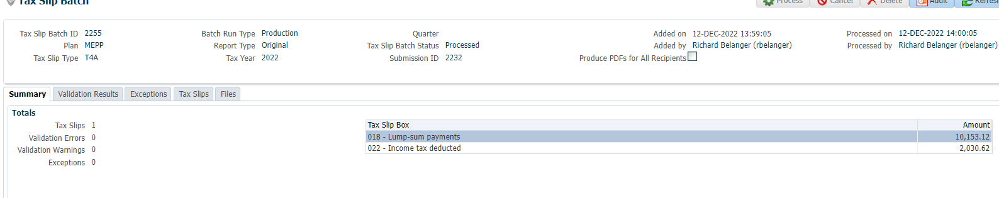 Tax Slip Batch
Process Cancel Delete Audit Refresh
Tax Slip Batch ID 2255 Batch Run Type Production Quarter Added on 12-DEC-2022 13:59:05 Processed on 12-DEC-2022 14:00:05
Plan MEPP Report Type Original Tax Slip Batch Status Processed Added by Richard Belanger (rbelanger) Processed by Richard Belanger (rbelanger)
Tax Slip Type T4A Tax Year 2022 Submission ID 2232 Produce PDFs for All Recipients
Summary Validation Results Exceptions Tax Slips Files
Totals
Tax Slips 1
Validation Errors 0
Validation Warnings 0
Exceptions 0
Tax Slip Box Amount
018 - Lump-sum payments 10,153.12
022 - Income tax deducted 2,030.62